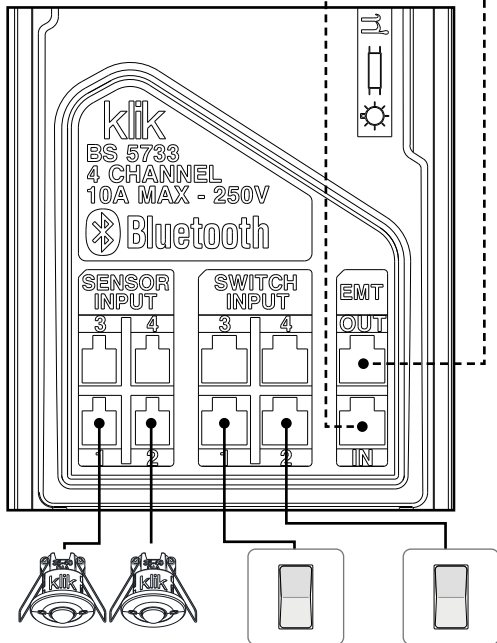 klik
BS 5733
4 CHANNEL
10A MAX - 250V
Bluetooth
SENSOR
INPUT
3 4
1 2
SWITCH
INPUT
3 4
1 2
EMT
OUT
IN
klik
klik